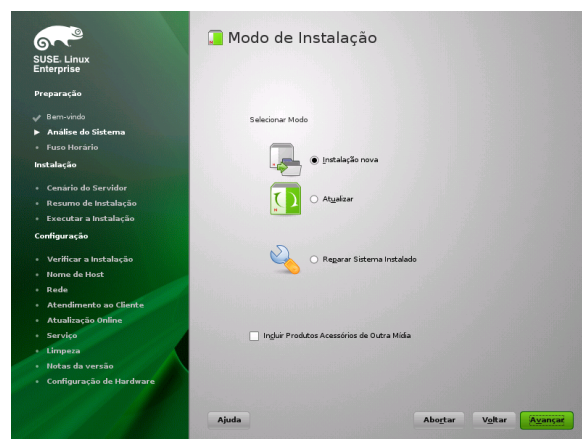 SUSE. Linux
Enterprise
Preparação
Bem-vindo
Análise do Sistema
Fuso Horário
Instalação
Cenário do Servidor
Resumo de Instalação
Executar a Instalação
Configuração
Verificar a Instalação
Nome de Host
Rede
Atendimento ao Cliente
Atualização Online
Serviço
Limpeza
Notas da versão
Configuração de Hardware
Modo de Instalação
Selecionar Modo
Instalação nova
Atualizar
Reparar Sistema Instalado
Incluir Produtos Acessórios de Outra Mídia
Ajuda
Abortar
Voltar
Avançar